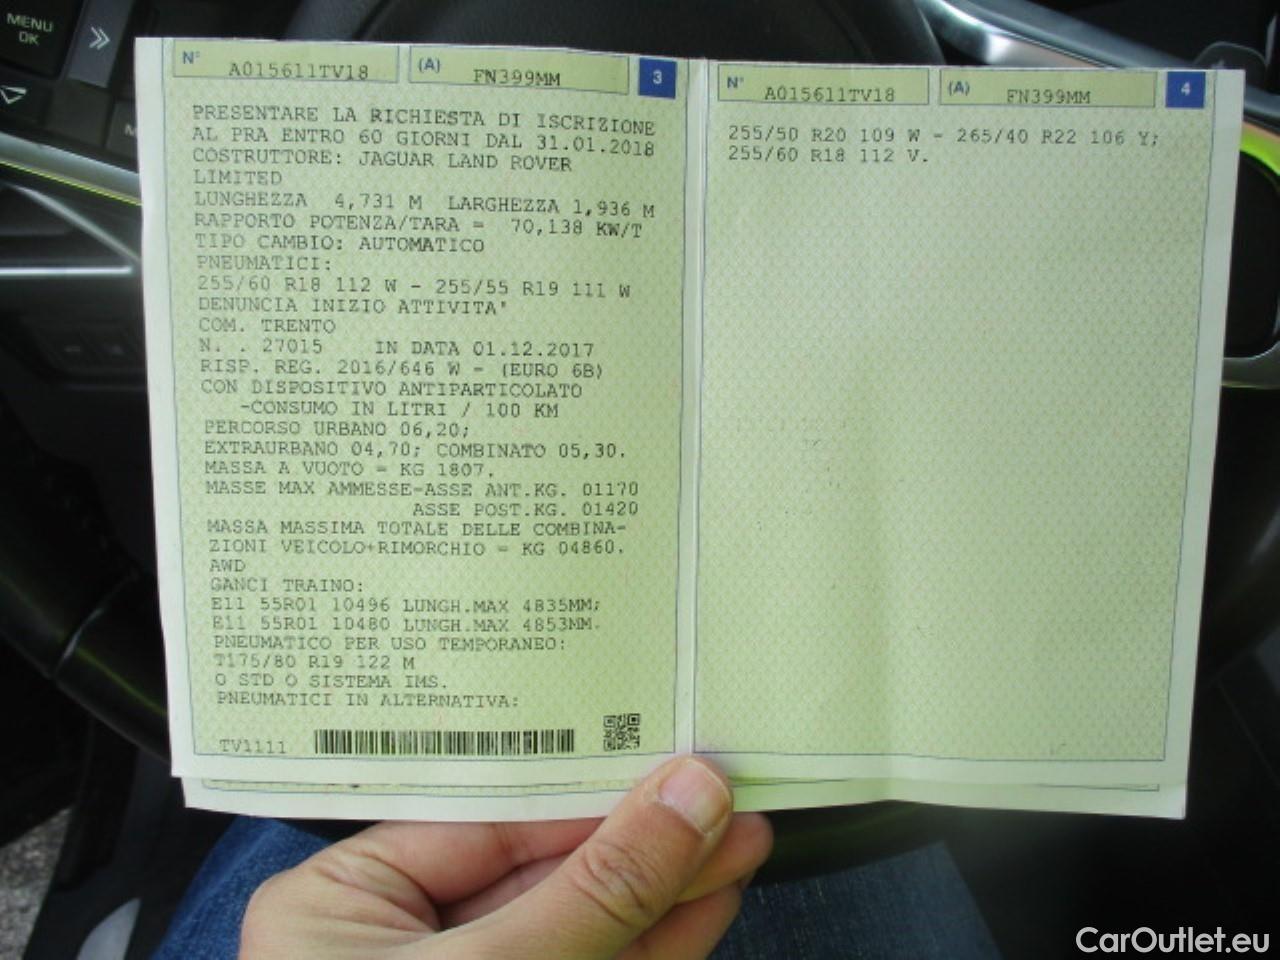 MENU
OK
N° A015611TV18 (A) FN399MM 3
PRESENTARE LA RICHIESTA DI ISCRIZIONE
AL PRA ENTRO 60 GIORNI DAL 31.01.2018
COSTRUTTORE: JAGUAR LAND ROVER
LIMITED
LUNGHEZZA 4,731 M LARGHEZZA 1,936 M
RAPPORTO POTENZA/TARA = 70,138 KW/T
TIPO CAMBIO: AUTOMATICO
PNEUMATICI:
255/60 R18 112 W - 255/55 R19 111 W
DENUNCIA INIZIO ATTIVITA'
COM. TRENTO
N. . 27015 IN DATA 01.12.2017
RISP. REG. 2016/646 W - (EURO 6B)
CON DISPOSITIVO ANTIPARTICOLATO
-CONSUMO IN LITRI / 100 KM
PERCORSO URBANO 06,20;
EXTRAURBANO 04,70; COMBINATO 05,30.
MASSA A VUOTO = KG 1807.
MASSE MAX AMMESSE-ASSE ANT.KG. 01170
ASSE POST.KG. 01420
MASSA MASSIMA TOTALE DELLE COMBINA-
ZIONI VEICOLO+RIMORCHIO = KG 04860.
AWD
GANCI TRAINO:
E11 55R01 10496 LUNGH.MAX 4835MM;
E11 55R01 10480 LUNGH.MAX 4853MM.
PNEUMATICO PER USO TEMPORANEO:
T175/80 R19 122 M
O STD O SISTEMA IMS.
PNEUMATICI IN ALTERNATIVA:
TV1111
N° A015611TV18 (A) FN399MM 4
255/50 R20 109 W - 265/40 R22 106 Y;
255/60 R18 112 V.
CarOutlet.eu